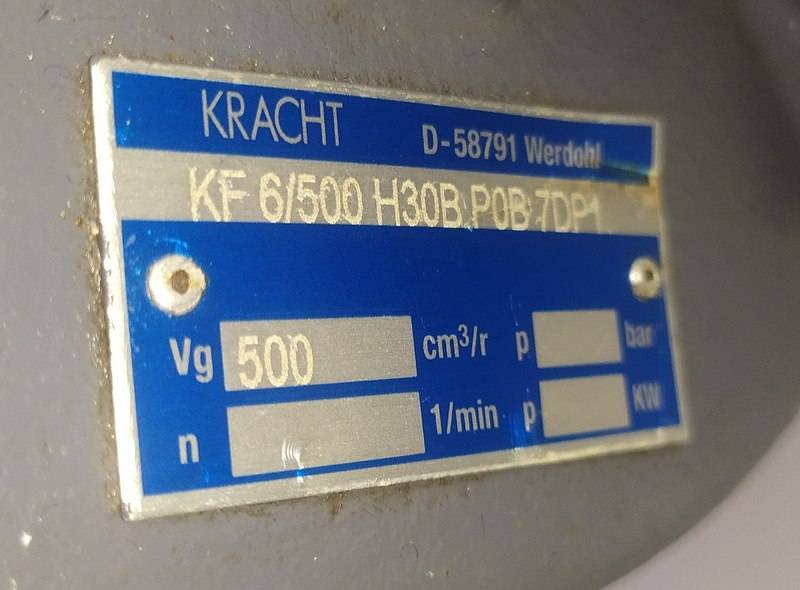 KRACHT D-58791 Werdohl
KF 6/500 H30B P0B 7DP1
Vg 500 cm³/r p bar
n 1/min p KW